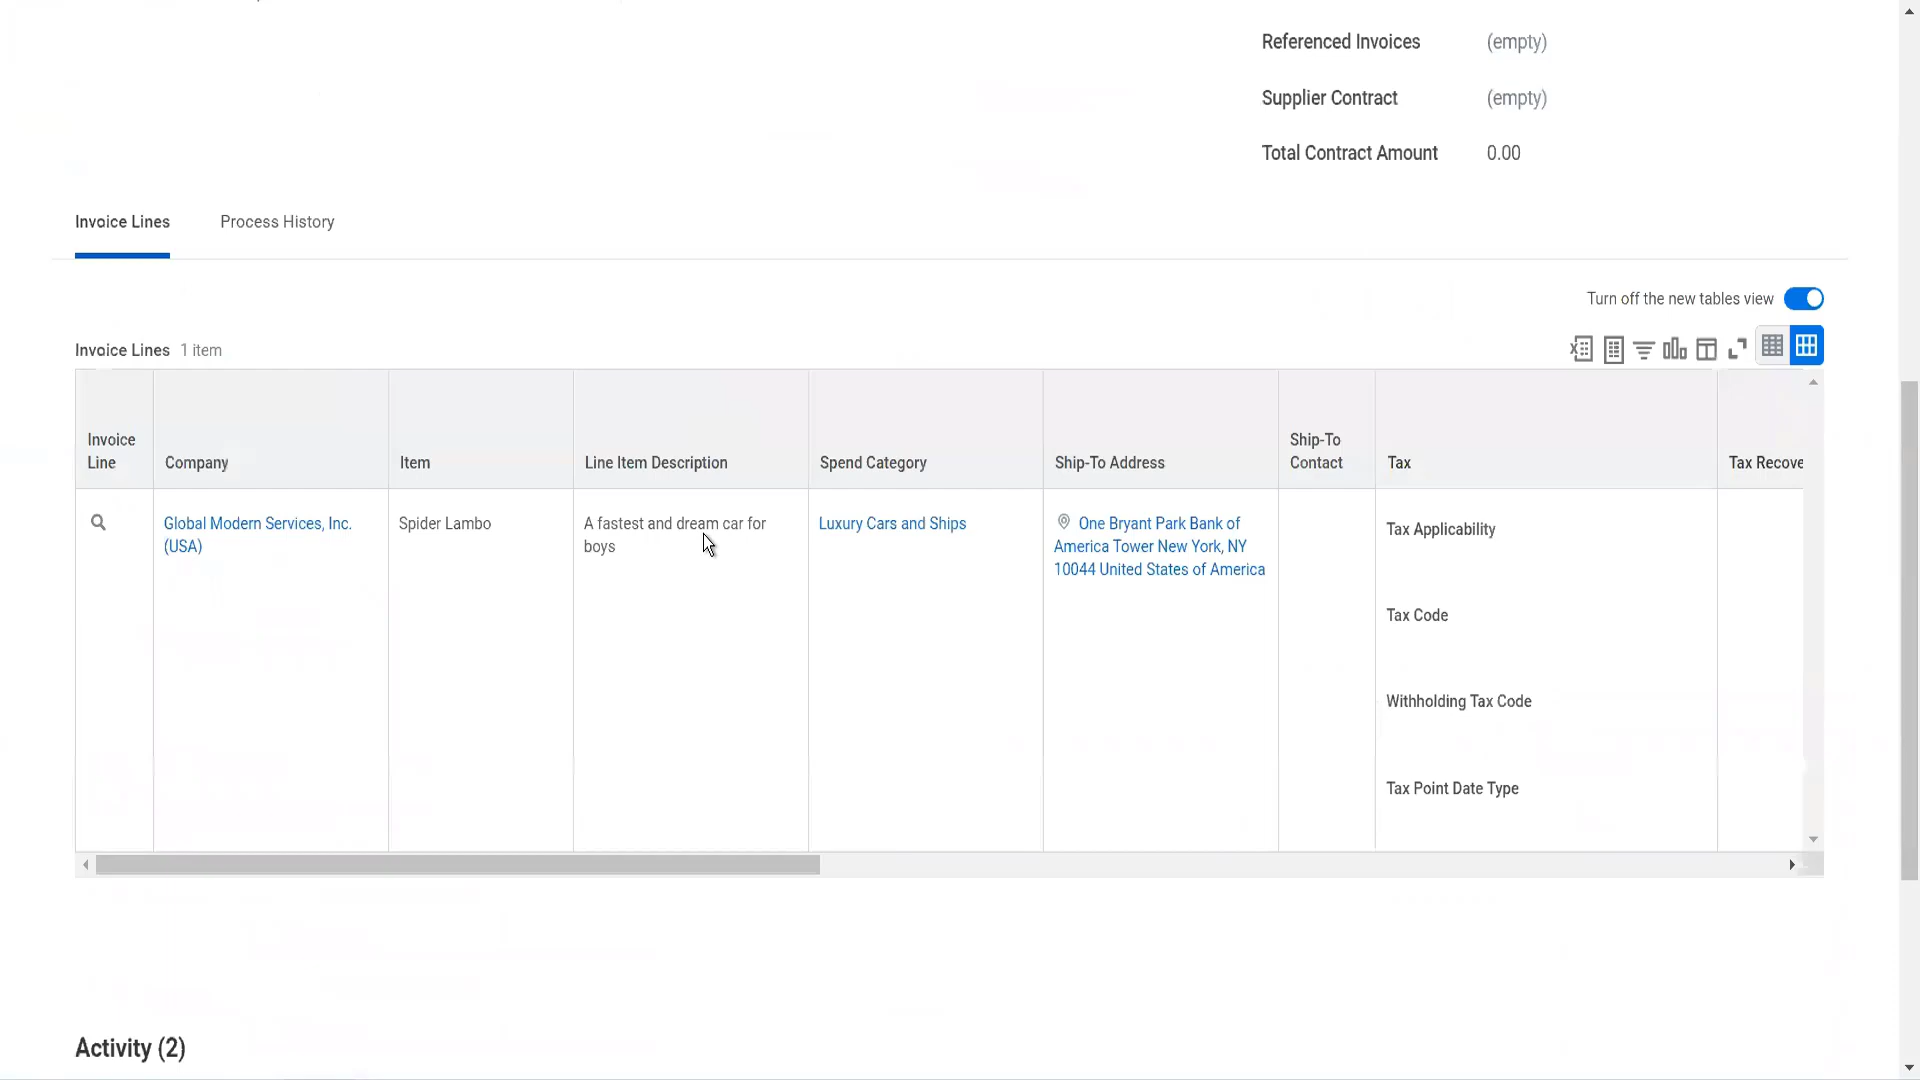 Referenced Invoices (empty)
Supplier Contract (empty)
Total Contract Amount 0.00
Invoice Lines Process History
Turn off the new tables view
Invoice Lines 1 item
Invoice
Line
Company
Item
Line Item Description
Spend Category
Ship-To Address
Ship-To
Contact
Tax
Tax Recove
Global Modern Services, Inc.
(USA)
Spider Lambo
A fastest and dream car for
boys
Luxury Cars and Ships
One Bryant Park Bank of
America Tower New York, NY
10044 United States of America
Tax Applicability
Tax Code
Withholding Tax Code
Tax Point Date Type
Activity (2)